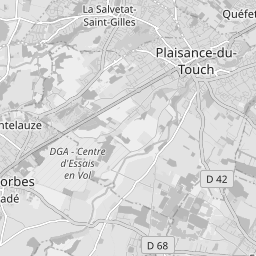 La Salvetat-
Saint-Gilles
Quéfet
Plaisance-du-
Touch
ntelauze
DGA - Centre
d'Essais
en Vol
orbes
adé
D 42
D 68